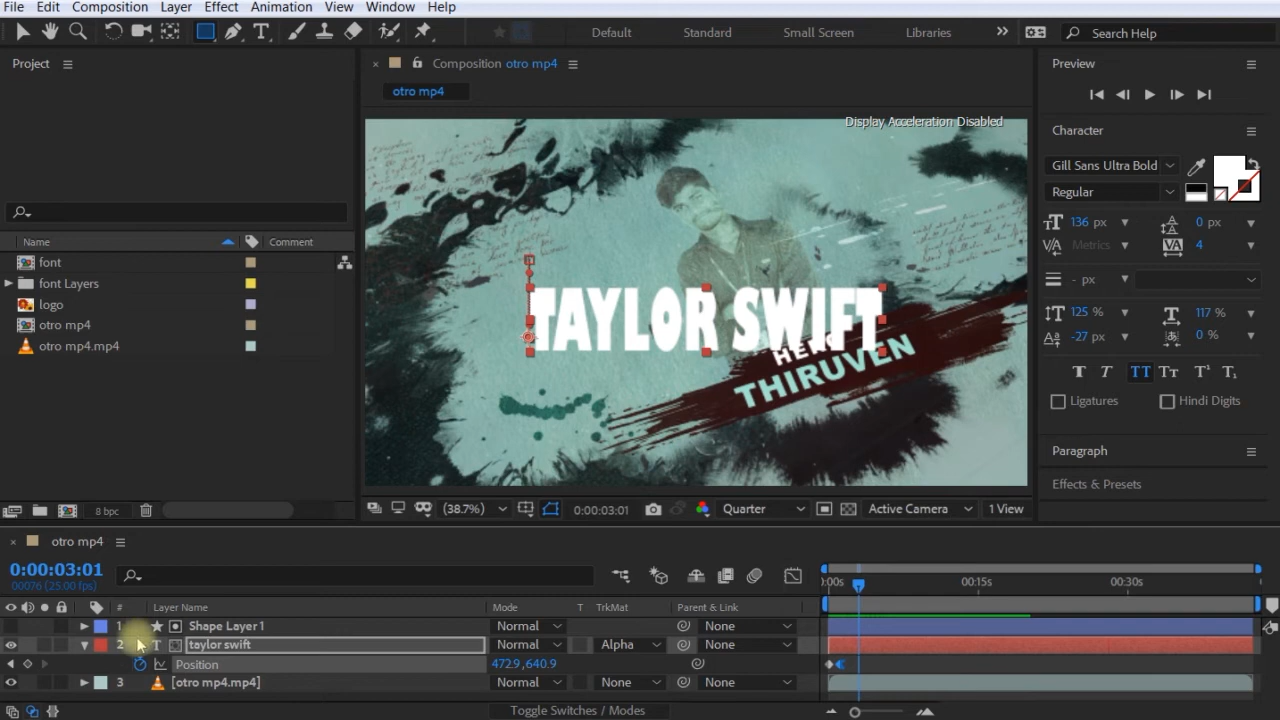 File Edit Composition Layer Effect Animation View Window Help
Default Standard Small Screen Libraries Search Help
Project
Composition otro mp4
otro mp4
Display Acceleration Disabled
TAYLOR SWIFT
HERO
THIRUVEN
Name Comment
font
font Layers
logo
otro mp4
otro mp4.mp4
8 bpc
(38.7%) 0:00:03:01 Quarter Active Camera 1 View
Preview
Character
Gill Sans Ultra Bold
Regular
136 px 0 px
Metrics 4
- px
125 % 117 %
-27 px 0 %
TT Tt T¹ T₁
Ligatures Hindi Digits
Paragraph
Effects & Presets
otro mp4
0:00:03:01
00076 (25.00 fps)
# Layer Name Mode T TrkMat Parent & Link
1 Shape Layer 1 Normal None
2 T taylor swift Normal Alpha None
Position 472.9,640.9
3 [otro mp4.mp4] Normal None None
Toggle Switches / Modes
0:00s 00:15s 00:30s